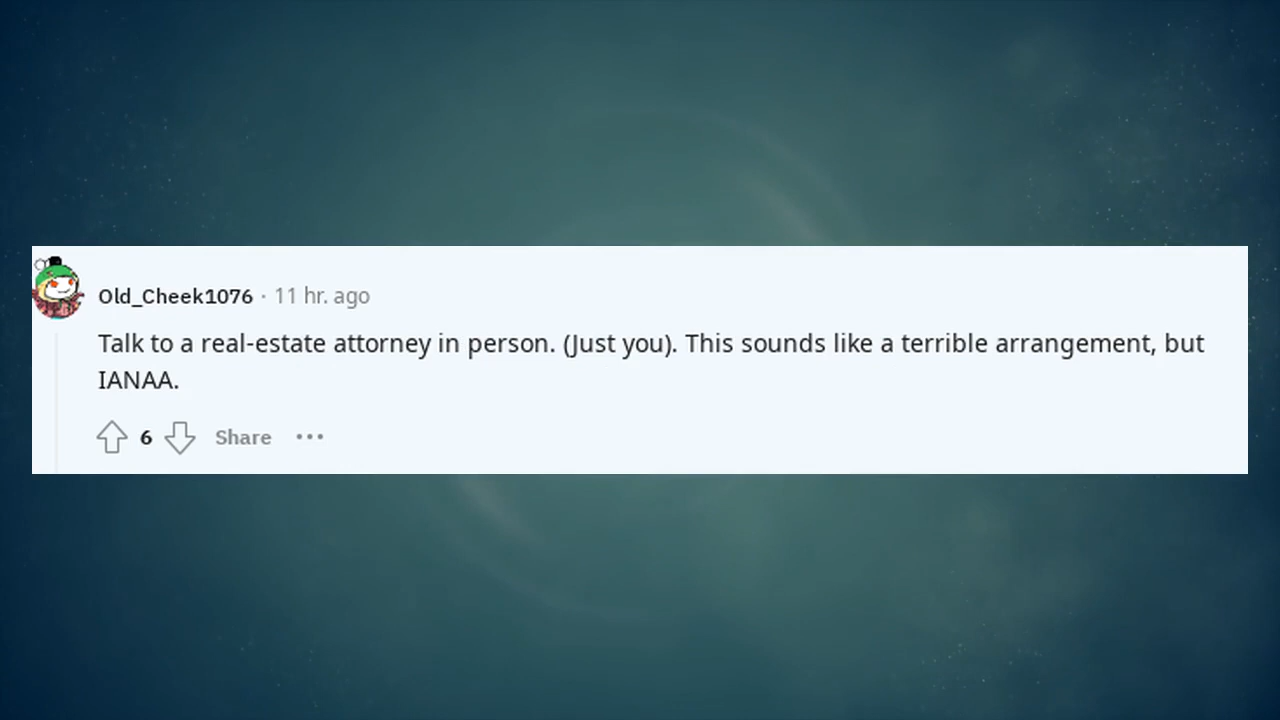 Old_Cheek1076 · 11 hr. ago
Talk to a real-estate attorney in person. (Just you). This sounds like a terrible arrangement, but
IANAA.
6 Share •••